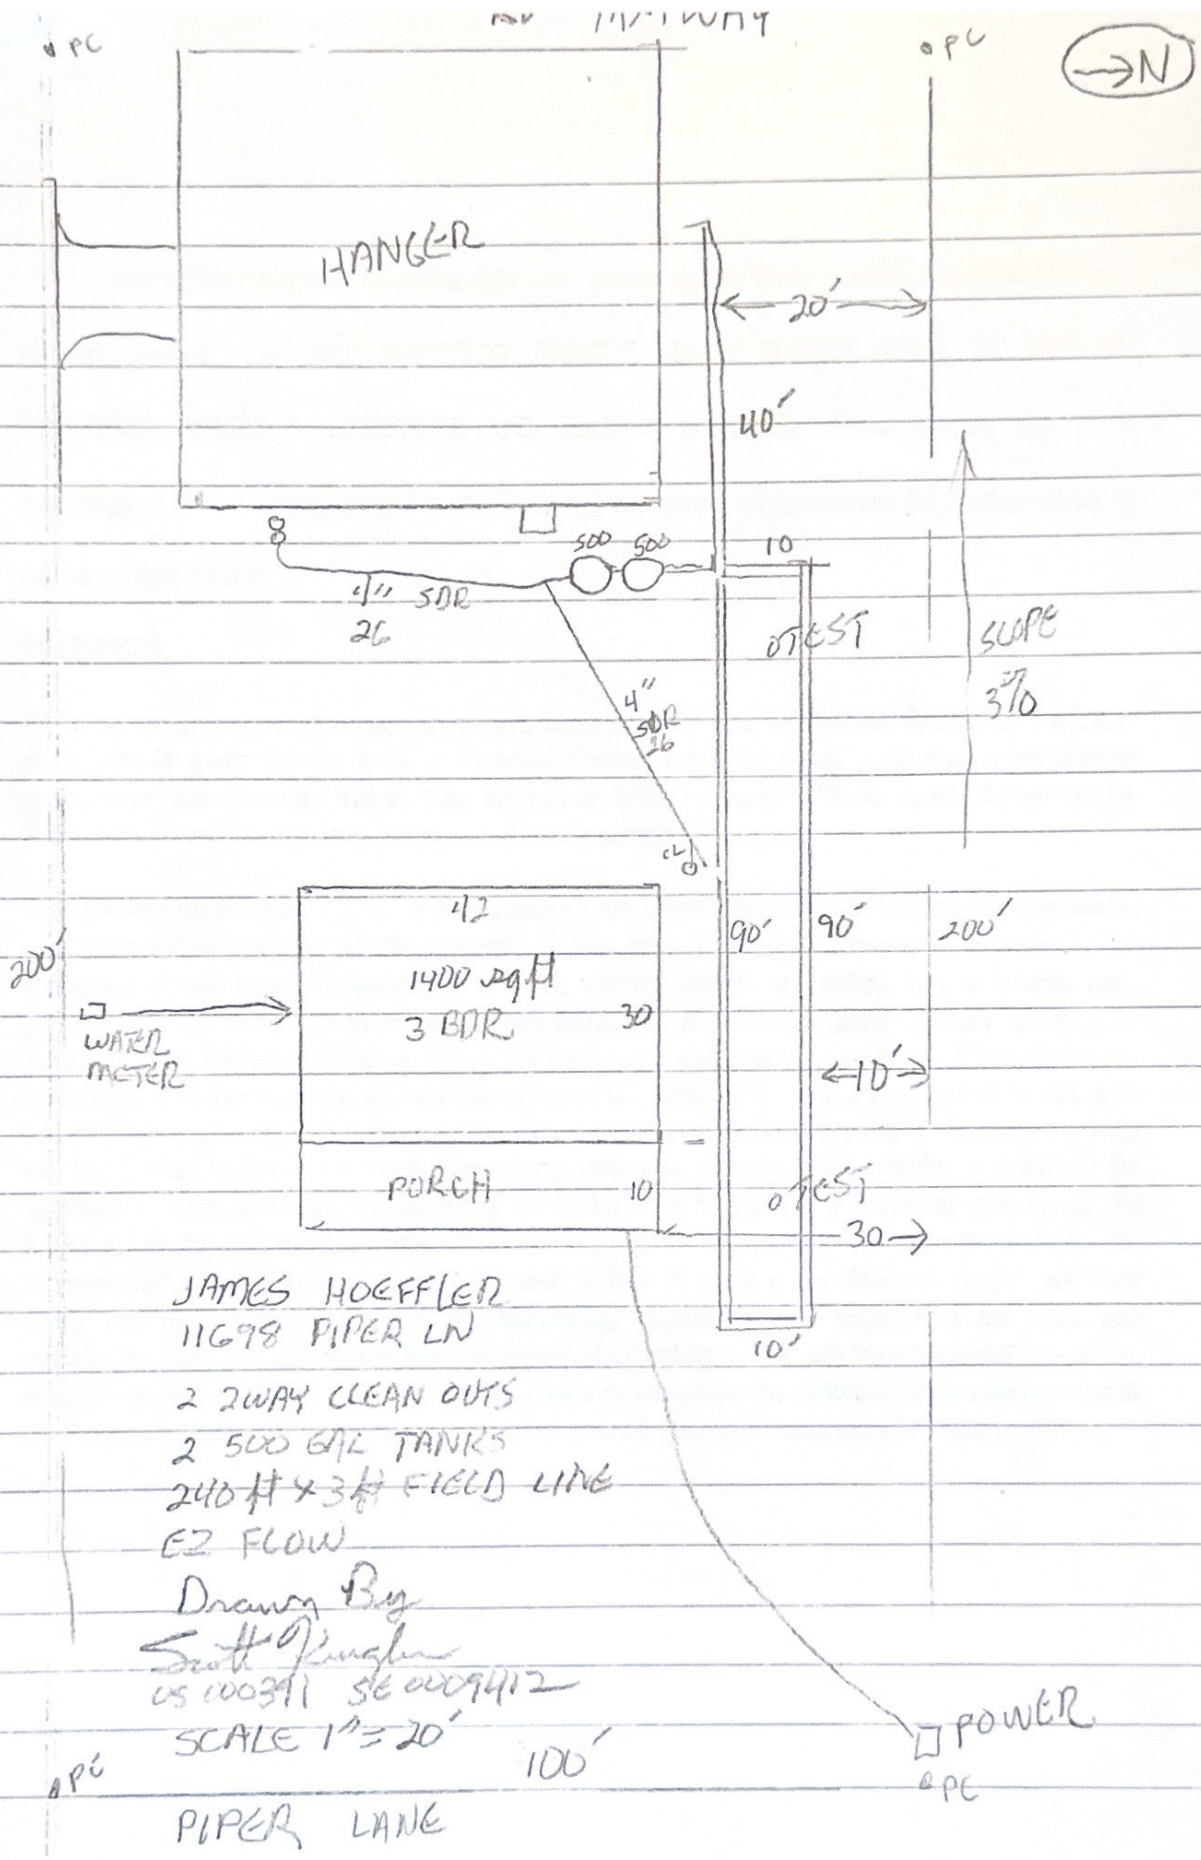 PC
PC
→N
HANGER
20'
40'
8
500 500
10
4" SDR
26
OTEST
SLOPE
3%
4"
SDR
26
CL
42
1400 sqft
3 BDR
30
90'
90'
200'
200'
WATER
METER
10'
PORCH
10
OTEST
30
10'
JAMES HOEFFLER
11698 PIPER LN
2 2WAY CLEAN OUTS
2 500 GAL TANKS
240 ft x 3 ft FIELD LINE
EZ FLOW
Drawn By
Scott
OS 000391 SE 0009412
SCALE 1" = 20'
POWER
PC
100'
PC
PIPER LANE